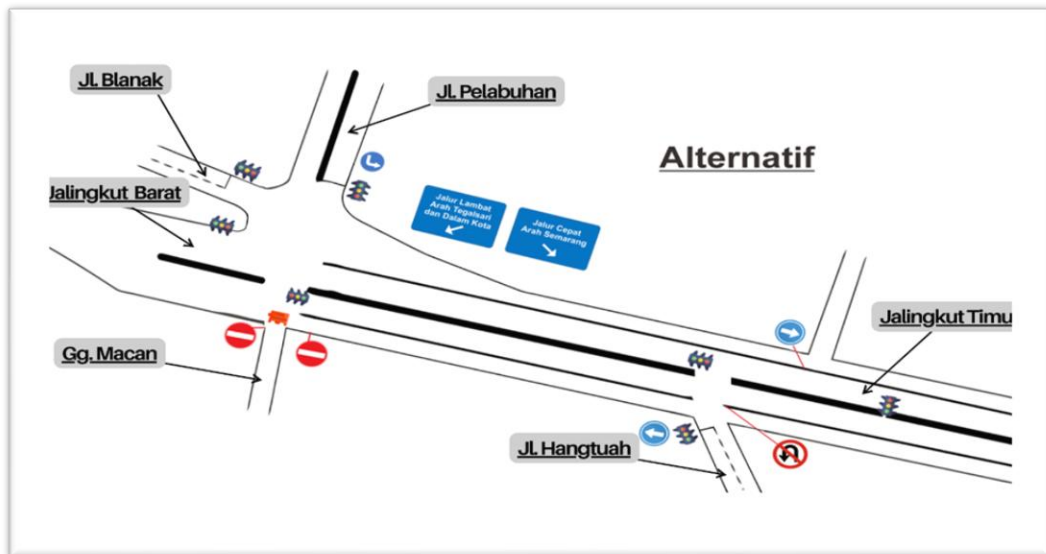 Jl. Blanak
Jl. Pelabuhan
Alternatif
Jalingkut Barat
Jalur Lambat
Arah Tegalsari
dan Dalam Kota
Jalur Cepat
Arah Semarang
Jalingkut Timu
Gg. Macan
Jl. Hangtuah